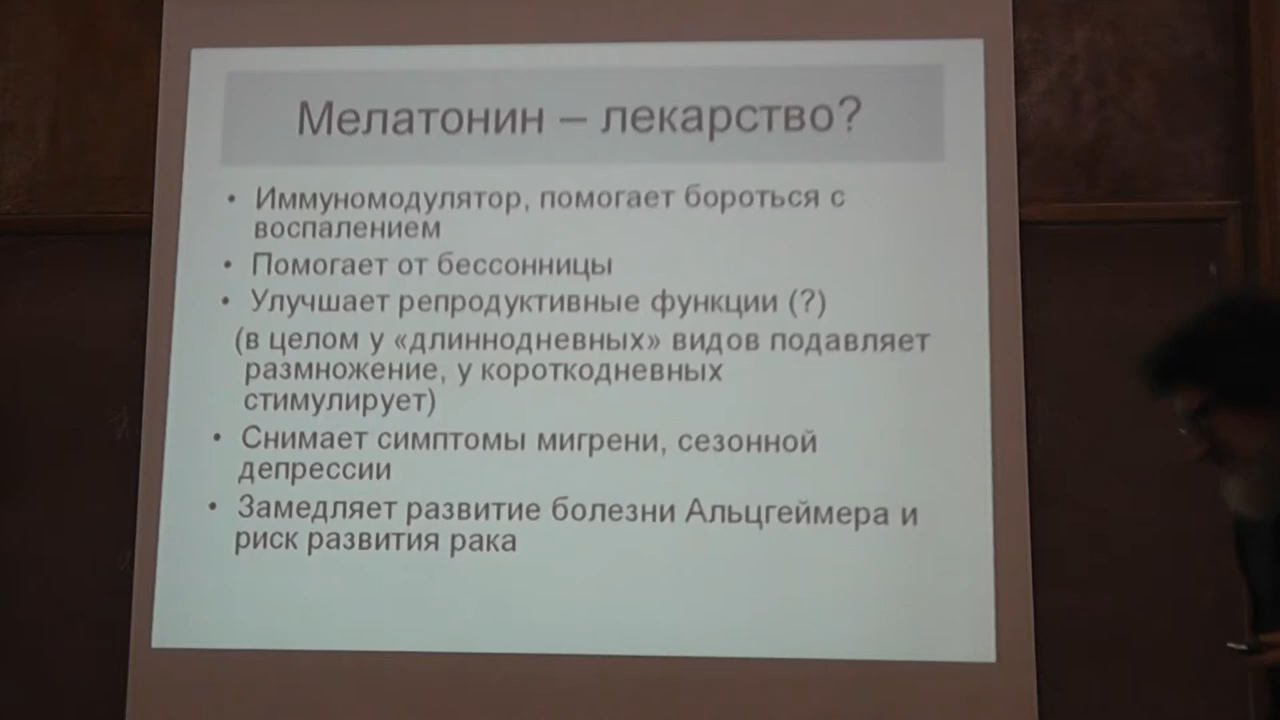 Мелатонин – лекарство?
• Иммуномодулятор, помогает бороться с
воспалением
• Помогает от бессонницы
• Улучшает репродуктивные функции (?)
(в целом у «длиннодневных» видов подавляет
размножение, у короткодневных
стимулирует)
• Снимает симптомы мигрени, сезонной
депрессии
• Замедляет развитие болезни Альцгеймера и
риск развития рака